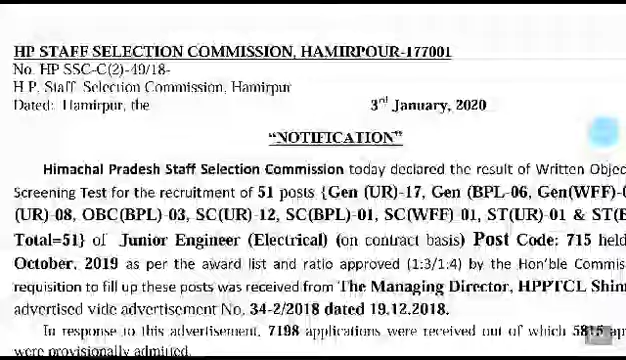 HP STAFF SELECTION COMMISSION, HAMIRPUR-177001
No. HP SSC-C(2)-49/18-
H.P. Staff Selection Commission, Hamirpur
Dated: Hamirpur, the 3rd January, 2020
“NOTIFICATION”
Himachal Pradesh Staff Selection Commission today declared the result of Written Objec
Screening Test for the recruitment of 51 posts {Gen (UR)-17, Gen (BPL-06, Gen(WFF)-
(UR)-08, OBC(BPL)-03, SC(UR)-12, SC(BPL)-01, SC(WFF) 01, ST(UR)-01 & ST(
Total=51} of Junior Engineer (Electrical) (on contract basis) Post Code: 715 held
October, 2019 as per the award list and ratio approved (1:3/1:4) by the Hon'ble Commis
requisition to fill up these posts was received from The Managing Director, HPPTCL Shim
advertised vide advertisement No. 34-2/2018 dated 19.12.2018.
In response to this advertisement, 7198 applications were received out of which 5815 ap
were provisionally admitted.